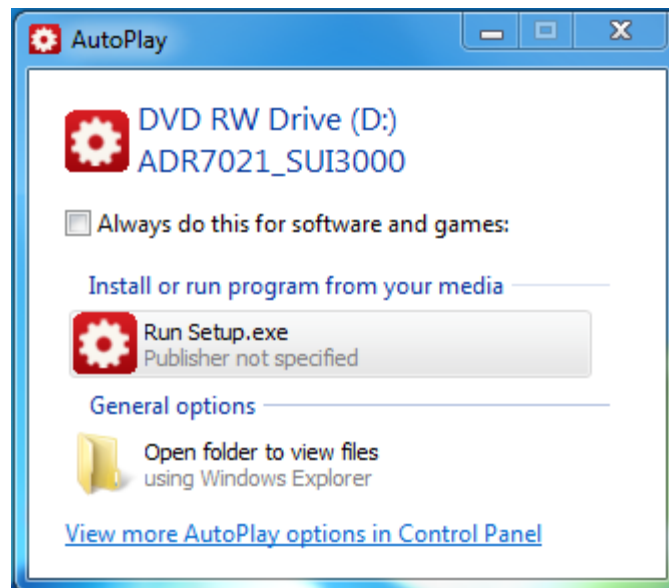 AutoPlay
DVD RW Drive (D:)
ADR7021_SUI3000
Always do this for software and games:
Install or run program from your media
Run Setup.exe
Publisher not specified
General options
Open folder to view files
using Windows Explorer
View more AutoPlay options in Control Panel